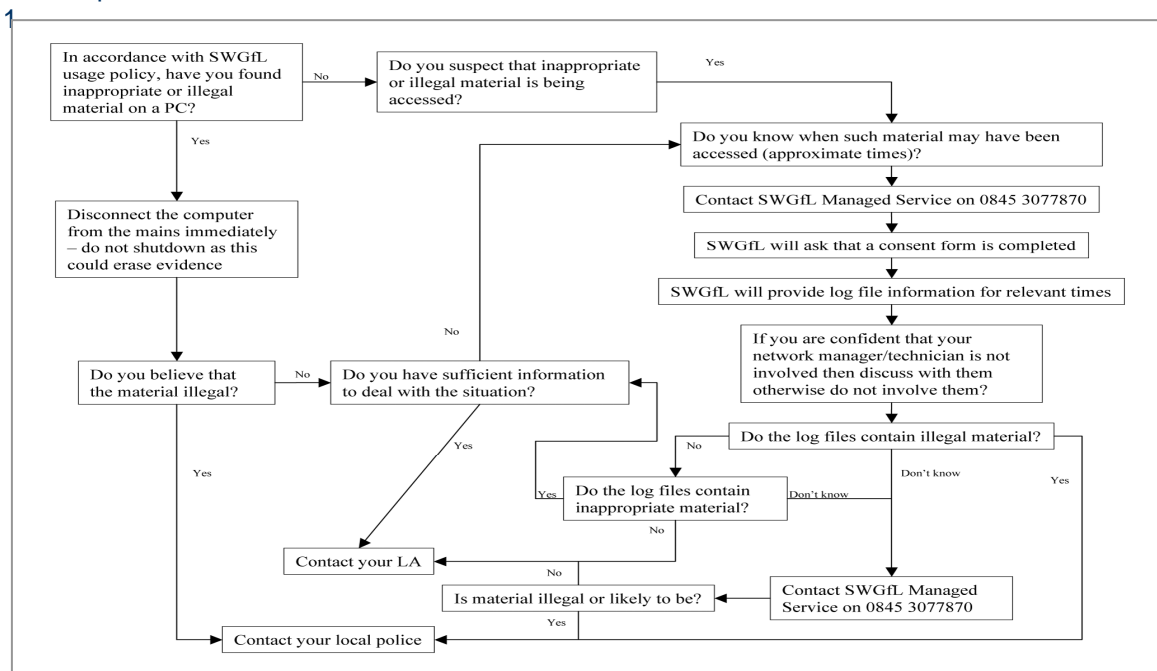 1
In accordance with SWGfL
usage policy, have you found
inappropriate or illegal
material on a PC?
No
Do you suspect that inappropriate
or illegal material is being
accessed?
Yes
Yes
Do you know when such material may have been
accessed (approximate times)?
Contact SWGfL Managed Service on 0845 3077870
Disconnect the computer
from the mains immediately
– do not shutdown as this
could erase evidence
SWGfL will ask that a consent form is completed
SWGfL will provide log file information for relevant times
No
If you are confident that your
network manager/technician is not
involved then discuss with them
otherwise do not involve them?
Do you believe that
the material illegal?
No
Do you have sufficient information
to deal with the situation?
Do the log files contain illegal material?
No
Yes
Yes
Don't know
Yes
Do the log files contain
inappropriate material?
Yes
Don't know
No
Contact your LA
No
Is material illegal or likely to be?
Contact SWGfL Managed
Service on 0845 3077870
Yes
Contact your local police